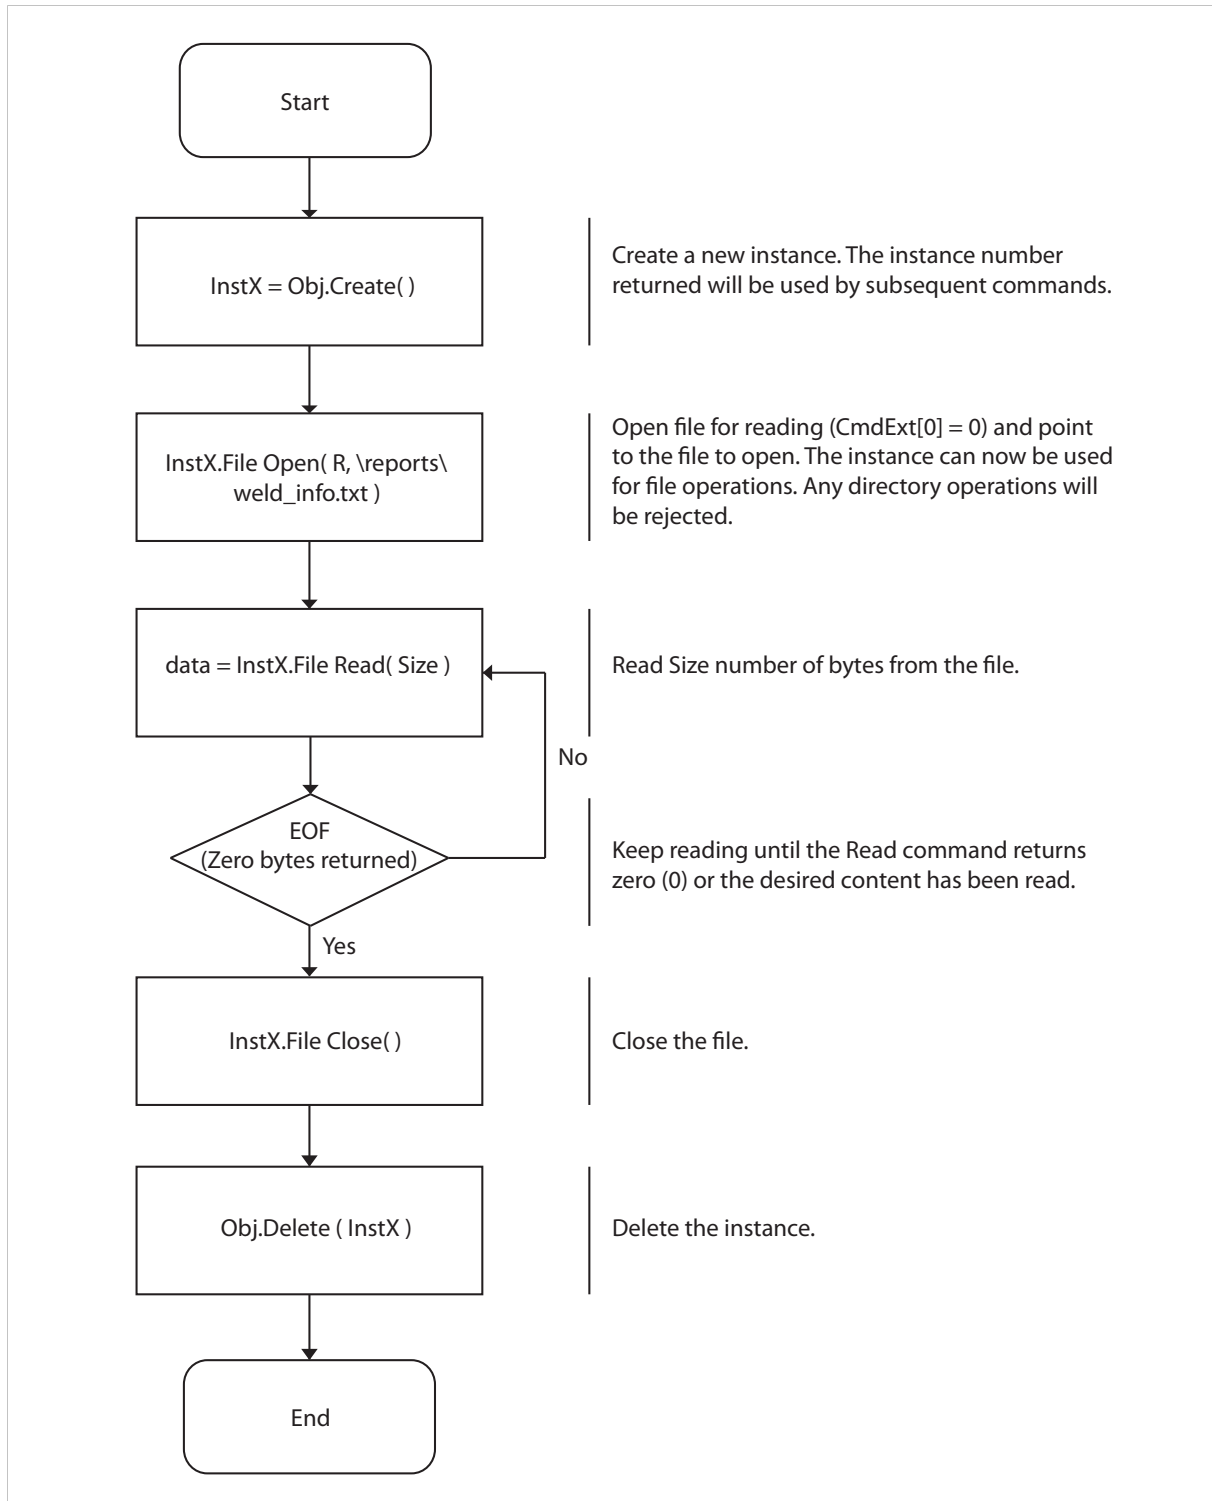 Start
InstX = Obj.Create( )
Create a new instance. The instance number
returned will be used by subsequent commands.
InstX.File Open( R, \reports\
weld_info.txt )
Open file for reading (CmdExt[0] = 0) and point
to the file to open. The instance can now be used
for file operations. Any directory operations will
be rejected.
data = InstX.File Read( Size )
Read Size number of bytes from the file.
No
EOF
(Zero bytes returned)
Keep reading until the Read command returns
zero (0) or the desired content has been read.
Yes
InstX.File Close( )
Close the file.
Obj.Delete ( InstX )
Delete the instance.
End